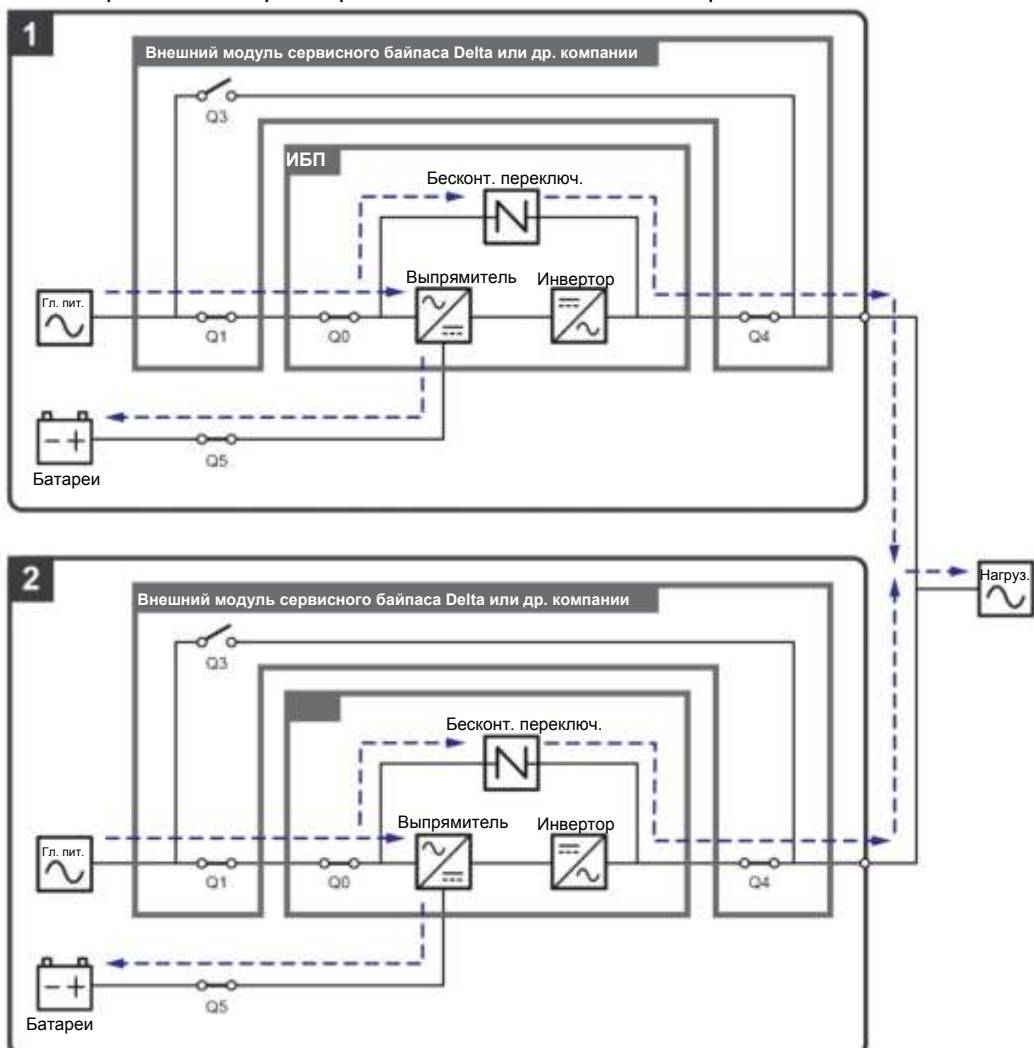 1
Внешний модуль сервисного байпаса Delta или др. компании
Q3
ИБП
Бесконт. переключ.
Выпрямитель
Инвертор
Гл. пит.
Q1
Q0
Q4
Q5
Батареи
2
Внешний модуль сервисного байпаса Delta или др. компании
Нагруз.
Q3
Бесконт. переключ.
Выпрямитель
Инвертор
Гл. пит.
Q1
Q0
Q4
Q5
Батареи